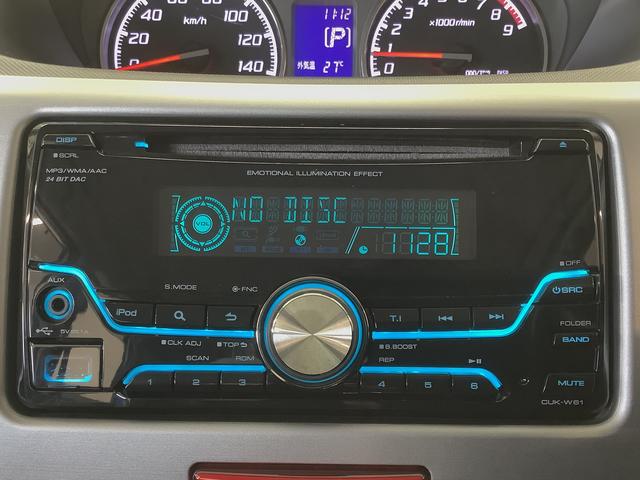 11:12
km/h
60 80
40 100
20 120
0 140
P
外気温 27℃
×1000r/min
0 1 2 3 4 5 6 7 8 9
DISP
SCRL
MP3/WMA/AAC
24 BIT DAC
EMOTIONAL ILLUMINATION EFFECT
VOL
NO DISC
1128
OFF
AUX
S.MODE
FNC
SRC
iPod
T.I
5V 1A
CLK ADJ
TOP
B.BOOST
FOLDER
BAND
SCAN
RDM
REP
1 2 3 4 5 6
MUTE
CUK-W61